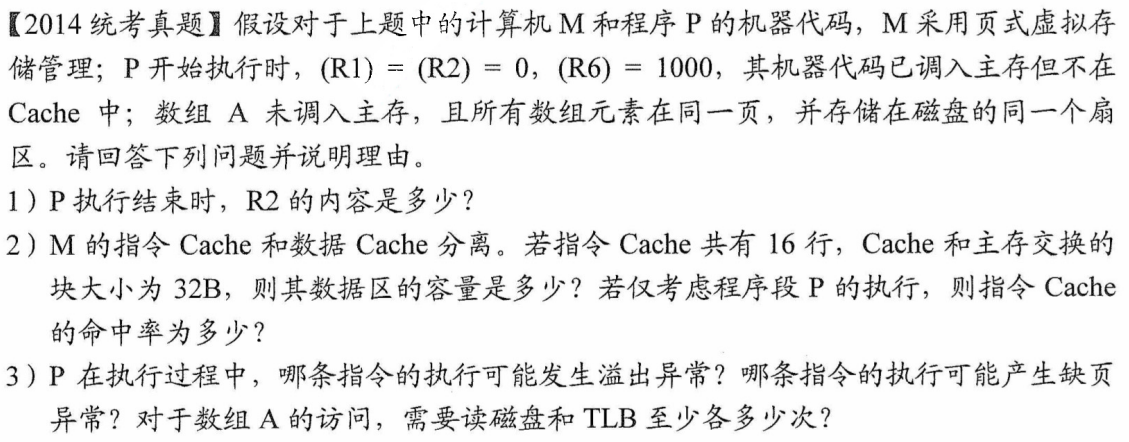 【2014 统考真题】假设对于上题中的计算机 M 和程序 P 的机器代码，M 采用页式虚拟存
储管理；P 开始执行时，(R1) = (R2) = 0，(R6) = 1000，其机器代码已调入主存但不在
Cache 中；数组 A 未调入主存，且所有数组元素在同一页，并存储在磁盘的同一个扇
区。请回答下列问题并说明理由。
1）P 执行结束时，R2 的内容是多少？
2）M 的指令 Cache 和数据 Cache 分离。若指令 Cache 共有 16 行，Cache 和主存交换的
块大小为 32B，则其数据区的容量是多少？若仅考虑程序段 P 的执行，则指令 Cache
的命中率为多少？
3）P 在执行过程中，哪条指令的执行可能发生溢出异常？哪条指令的执行可能产生缺页
异常？对于数组 A 的访问，需要读磁盘和 TLB 至少各多少次？